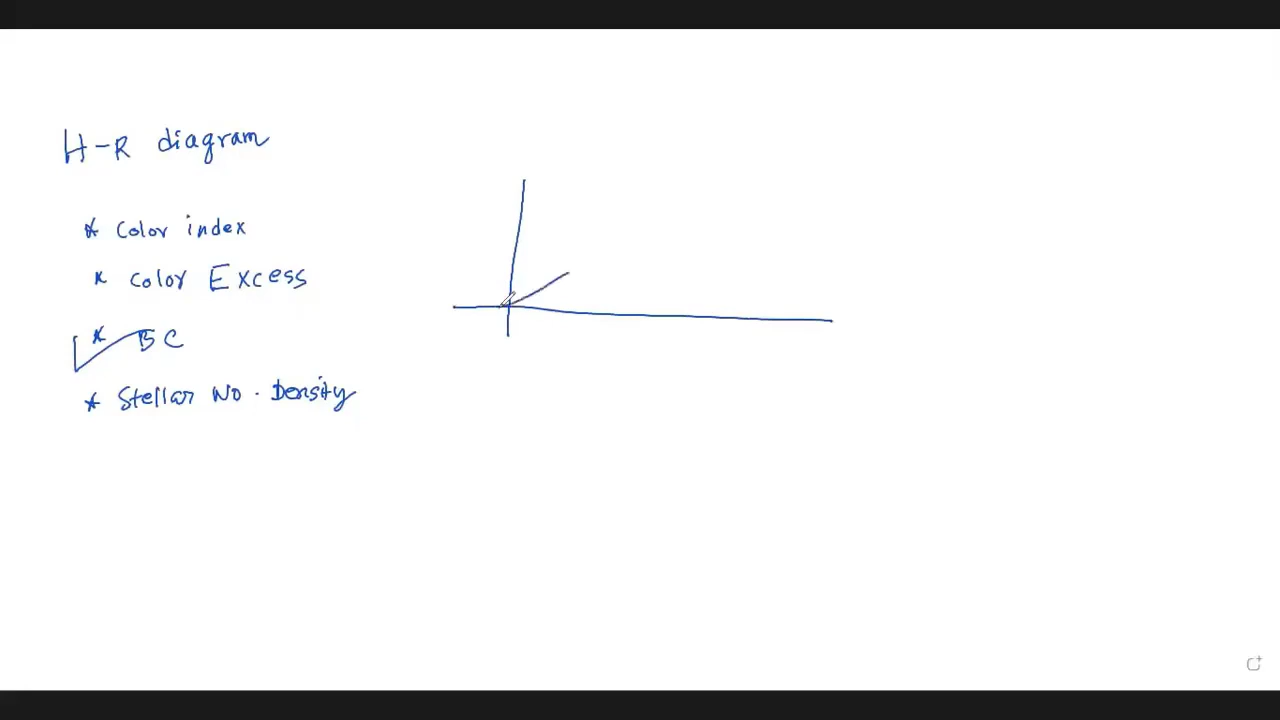 H-R diagram
* Color index
* Color Excess
* BC
* Stellar No. Density